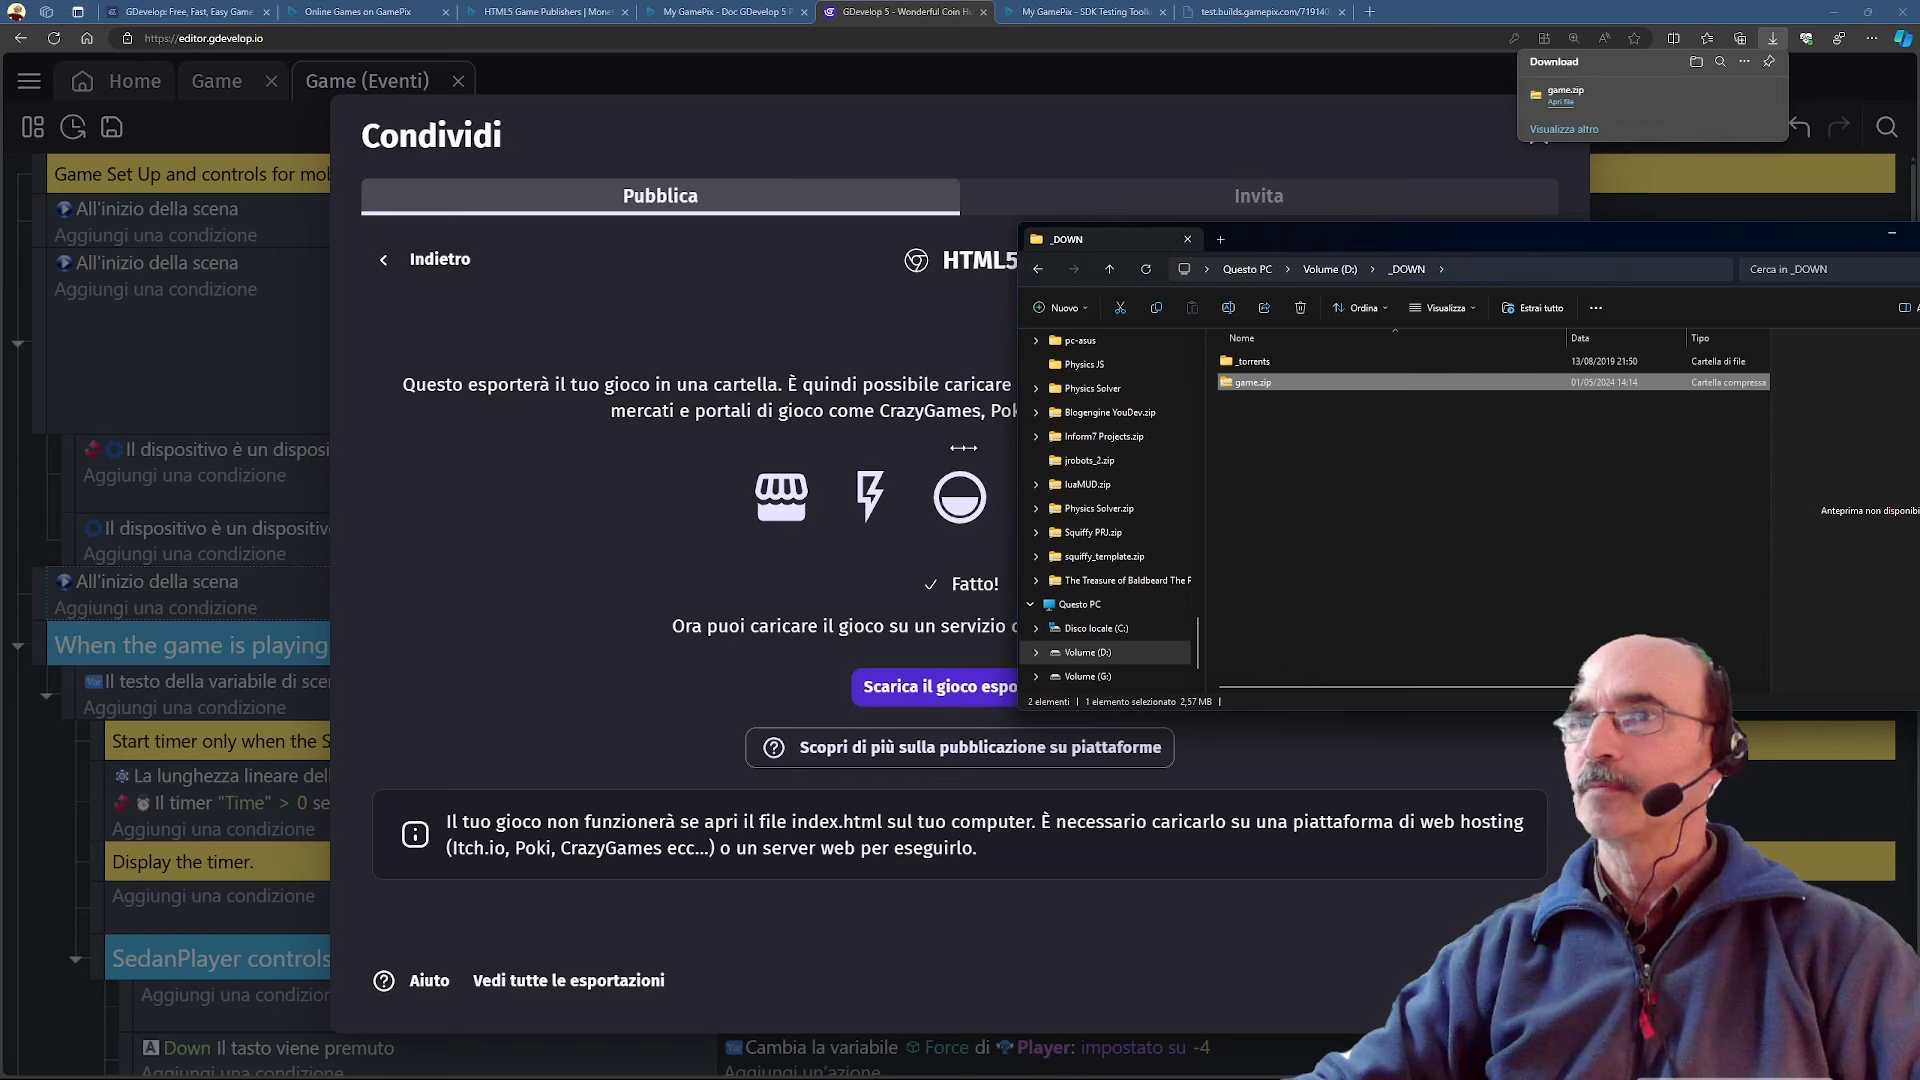 GDevelop: Free, Fast, Easy Game
Online Games on GamePix
HTML5 Game Publishers | Monet
My GamePix - Doc GDevelop 5 P
GDevelop 5 - Wonderful Coin Hu
My GamePix - SDK Testing Toolk
test.builds.gamepix.com/719140
https://editor.gdevelop.io
Home
Game
Game (Eventi)
Download
game.zip
Apri file
Visualizza altro
Condividi
Pubblica
Invita
Indietro
HTML5
Questo esporterà il tuo gioco in una cartella. È quindi possibile caricare
mercati e portali di gioco come CrazyGames, Pok
Fatto!
Ora puoi caricare il gioco su un servizio
Scarica il gioco espo
Scopri di più sulla pubblicazione su piattaforme
Il tuo gioco non funzionerà se apri il file index.html sul tuo computer. È necessario caricarlo su una piattaforma di web hosting
(Itch.io, Poki, CrazyGames ecc...) o un server web per eseguirlo.
Aiuto
Vedi tutte le esportazioni
Game Set Up and controls for mo
All'inizio della scena
Aggiungi una condizione
All'inizio della scena
Aggiungi una condizione
Il dispositivo è un disposi
Aggiungi una condizione
Il dispositivo è un dispositiv
Aggiungi una condizione
All'inizio della scena
Aggiungi una condizione
When the game is playing
Var Il testo della variabile di sce
Aggiungi una condizione
Start timer only when the S
La lunghezza lineare del
Il timer "Time" > 0 se
Aggiungi una condizione
Display the timer.
Aggiungi una condizione
SedanPlayer controls
Aggiungi una condizion
A Down Il tasto viene premuto
Aggiungi una condizione
Var Cambia la variabile Force di Player: impostato su -4
Aggiungi un'azione
_DOWN
Questo PC > Volume (D:) > _DOWN >
Cerca in _DOWN
Nuovo
Ordina
Visualizza
Estrai tutto
Nome
Data
Tipo
_torrents
13/08/2019 21:50
Cartella di file
game.zip
01/05/2024 14:14
Cartella compressa
pc-asus
Physics JS
Physics Solver
Blogengine YouDev.zip
Inform7 Projects.zip
jrobots_2.zip
luaMUD.zip
Physics Solver.zip
Squiffy PRJ.zip
squiffy_template.zip
The Treasure of Baldbeard The P
Questo PC
Disco locale (C:)
Volume (D:)
Volume (G:)
Anteprima non disponibi
2 elementi
1 elemento selezionato 2,57 MB